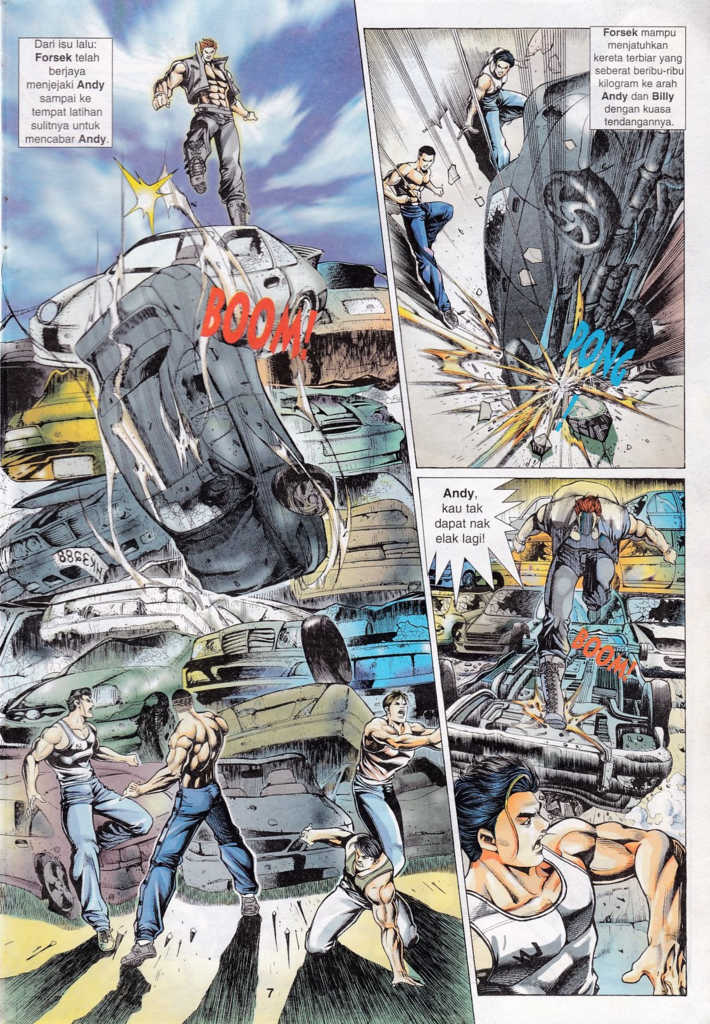 Dari isu lalu:
Forsek telah
berjaya
menjejaki Andy
sampai ke
tempat latihan
sulitnya untuk
mencabar Andy.
BOOM!
NK3988
7
Forsek mampu
menjatuhkan
kereta terbiar yang
seberat beribu-ribu
kilogram ke arah
Andy dan Billy
dengan kuasa
tendangannya.
PONG
!
Andy,
kau tak
dapat nak
elak lagi!
BOOM!